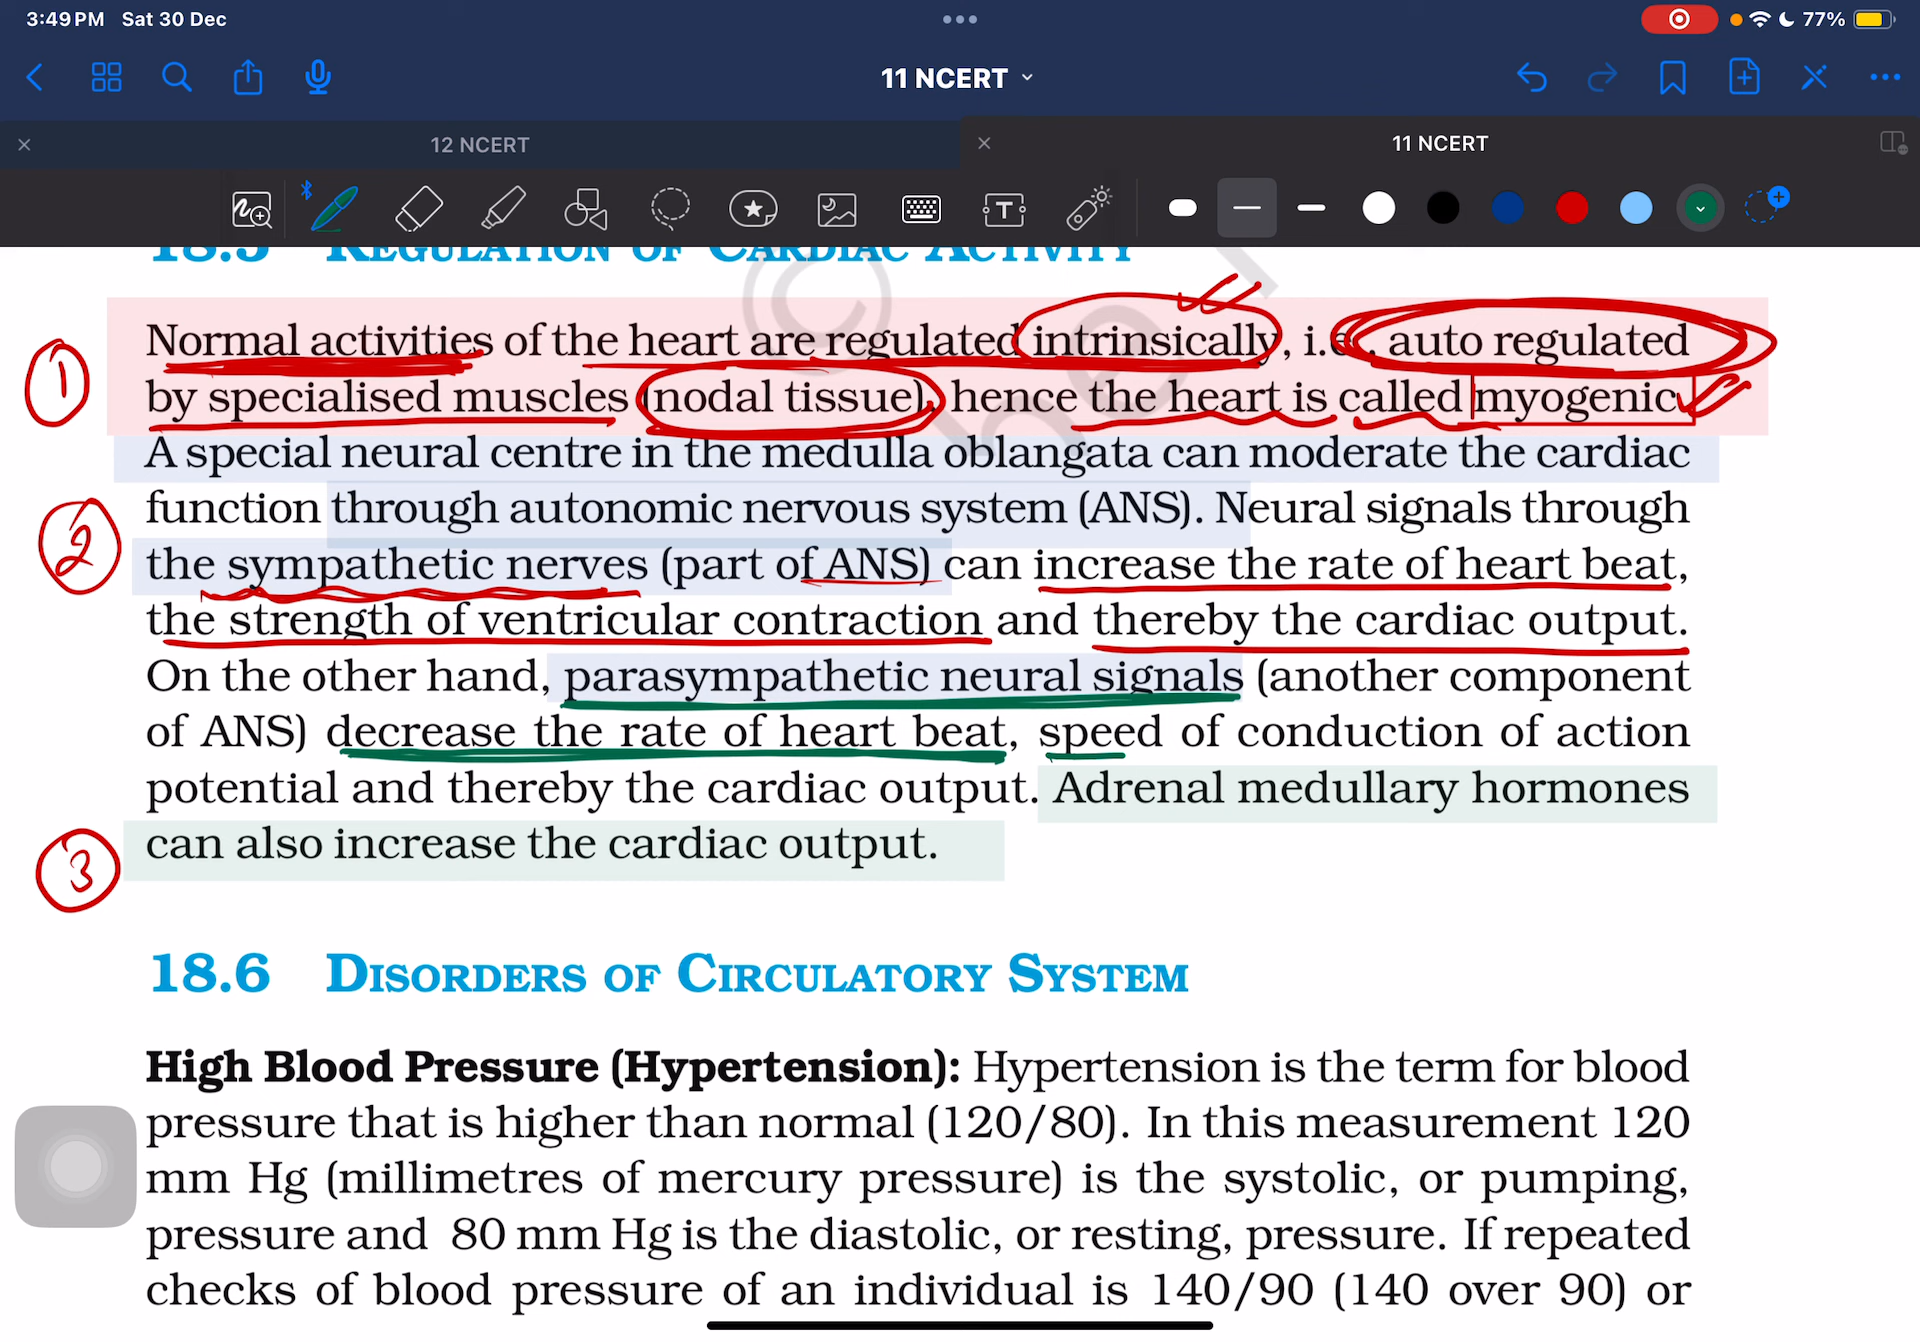 3:49 PM Sat 30 Dec
77%
11 NCERT
12 NCERT
11 NCERT
18.5 REGULATION OF CARDIAC ACTIVITY
Normal activities of the heart are regulated intrinsically, i.e., auto regulated
by specialised muscles (nodal tissue), hence the heart is called myogenic.
A special neural centre in the medulla oblangata can moderate the cardiac
function through autonomic nervous system (ANS). Neural signals through
the sympathetic nerves (part of ANS) can increase the rate of heart beat,
the strength of ventricular contraction and thereby the cardiac output.
On the other hand, parasympathetic neural signals (another component
of ANS) decrease the rate of heart beat, speed of conduction of action
potential and thereby the cardiac output. Adrenal medullary hormones
can also increase the cardiac output.
1
2
3
18.6 DISORDERS OF CIRCULATORY SYSTEM
High Blood Pressure (Hypertension): Hypertension is the term for blood
pressure that is higher than normal (120/80). In this measurement 120
mm Hg (millimetres of mercury pressure) is the systolic, or pumping,
pressure and 80 mm Hg is the diastolic, or resting, pressure. If repeated
checks of blood pressure of an individual is 140/90 (140 over 90) or